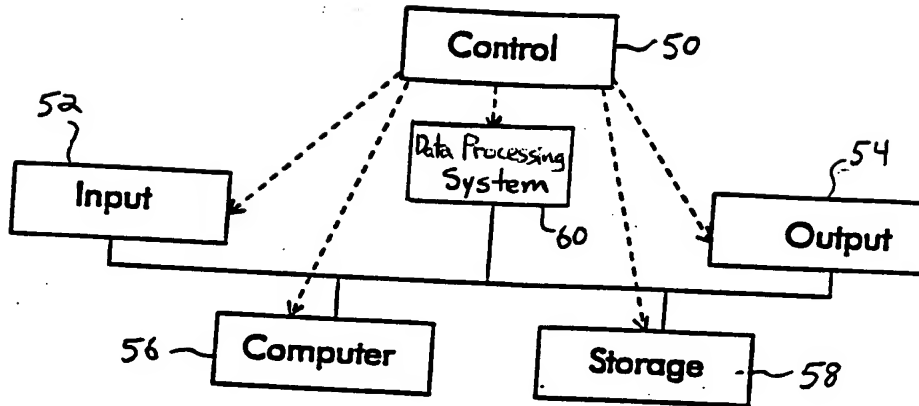 Control
50
52
Data Processing
System
54
Input
60
Output
56
Computer
Storage
58